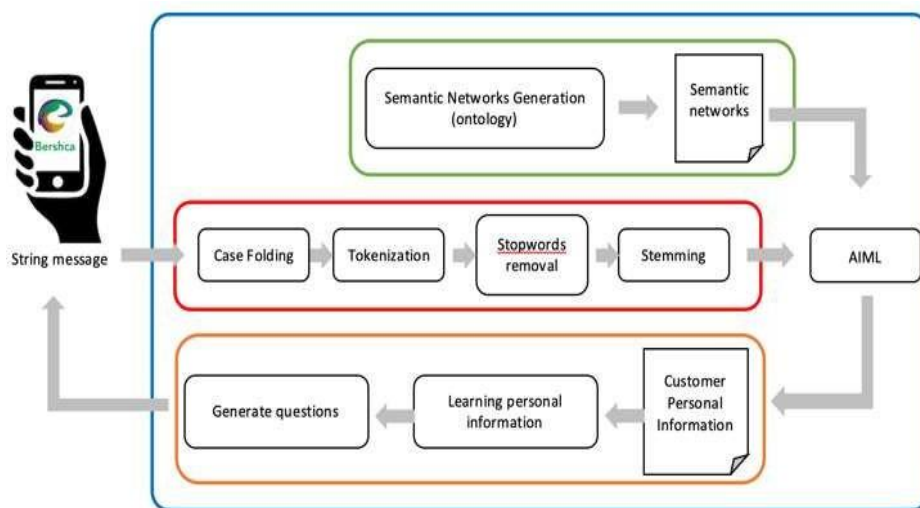 Bershca
String message
Semantic Networks Generation
(ontology)
Semantic
networks
Case Folding
Tokenization
Stopwords
removal
Stemming
AIML
Generate questions
Learning personal
information
Customer
Personal
Information